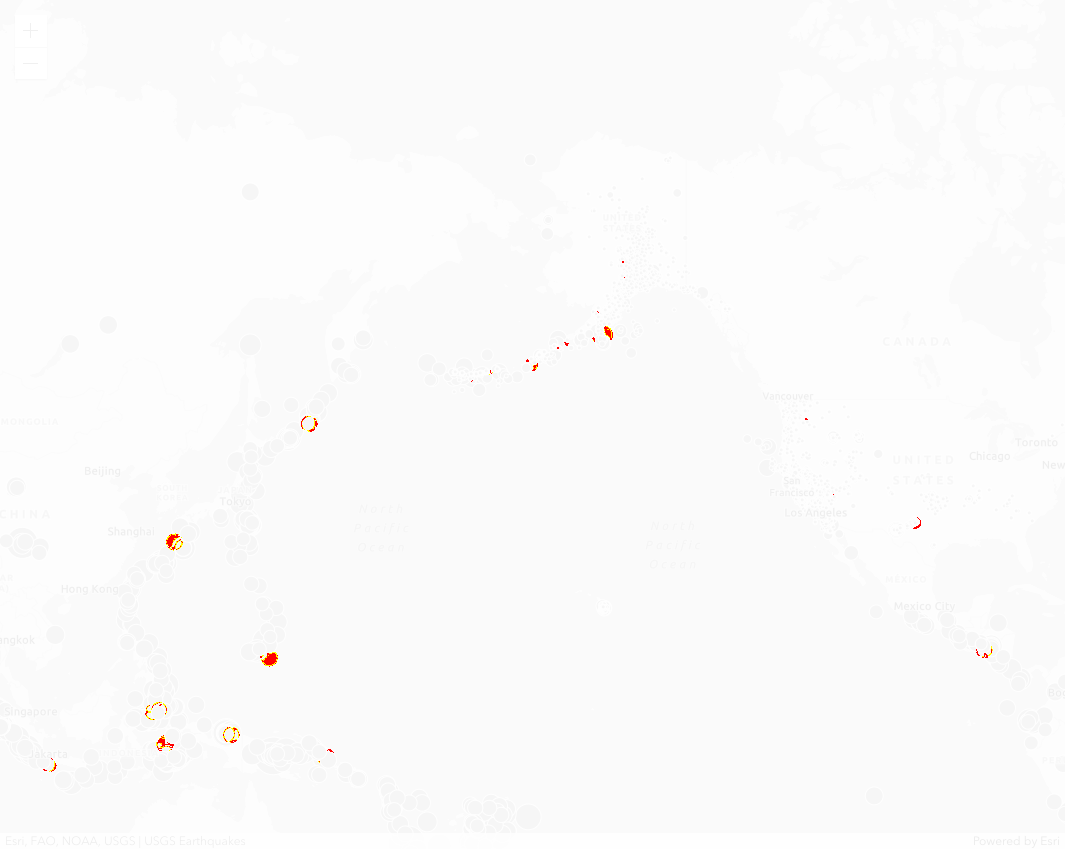 +
−
UNITED
STATES
CANADA
Vancouver
MONGOLIA
Toronto
Chicago
New
Beijing
UNITED
STATES
San
Francisco
Tokyo
North
Pacific
Ocean
North
Pacific
Ocean
Los Angeles
CHINA
Shanghai
MEXICO
Hong Kong
Mexico City
angkok
Singapore
Bo
Jakarta
Esri, FAO, NOAA, USGS | USGS Earthquakes
Powered by Esri